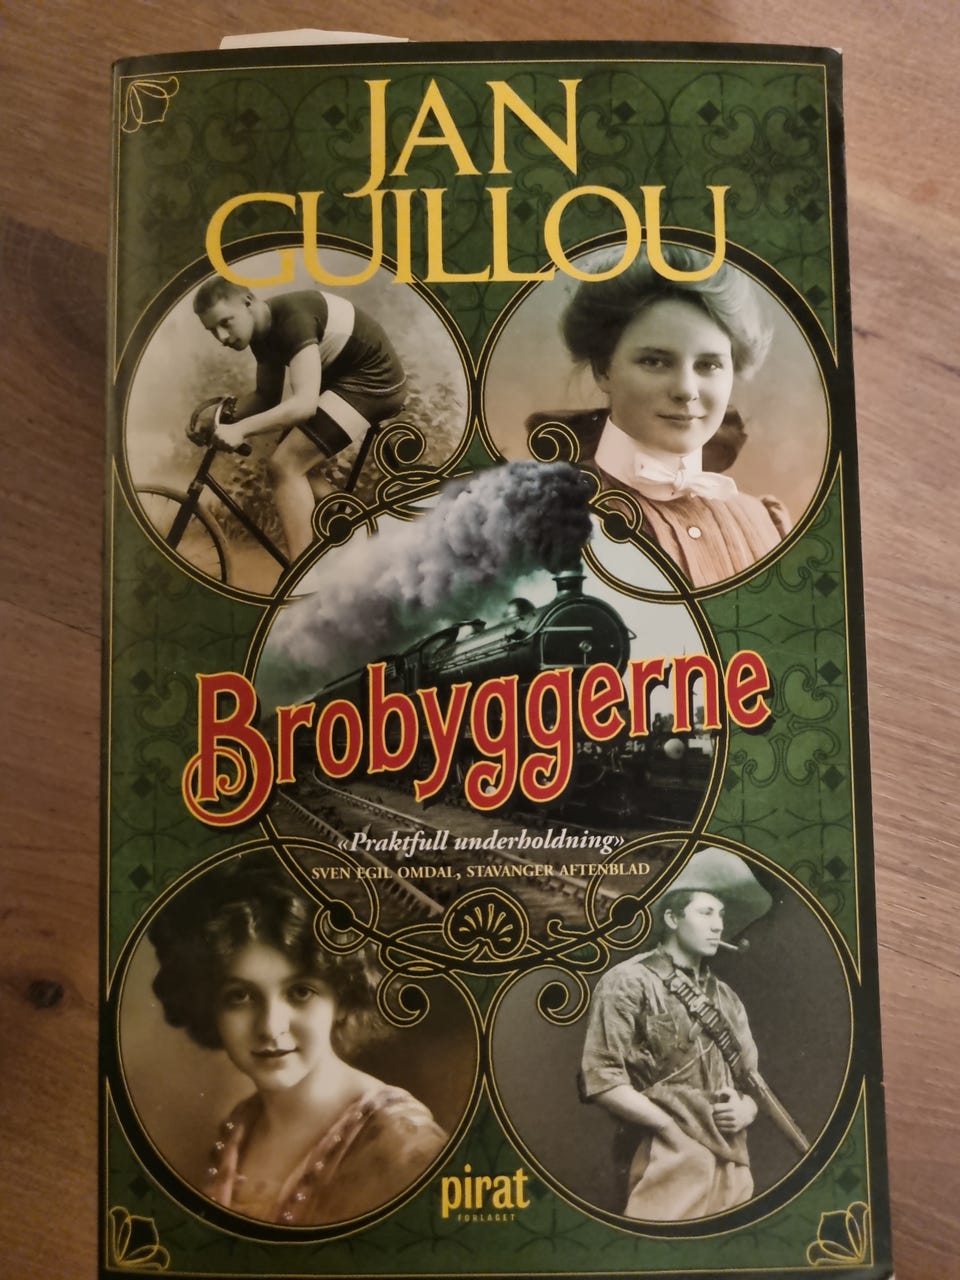 JAN
GUILLOU
Brobyggerne
«Praktfull underholdning»
SVEN EGIL OMDAL, STAVANGER AFTENBLAD
pirat
FORLAGET